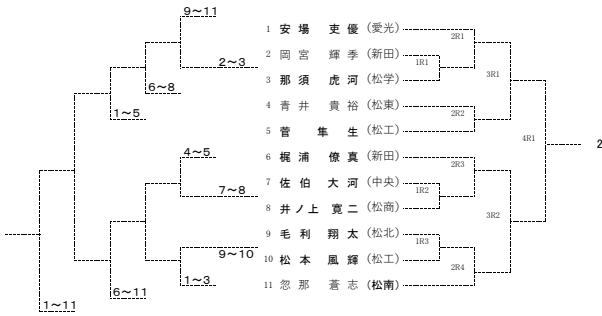 9～11
1 安場 吏優 (愛光)
2R1
2 岡宮 輝季 (新田)
2～3
1R1
3R1
3 那須 虎河 (松学)
6～8
4 青井 貴裕 (松東)
1～5
2R2
5 菅 隼生 (松工)
4R1
2
4～5
6 梶浦 僚真 (新田)
2R3
7 佐伯 大河 (中央)
7～8
1R2
8 井ノ上 寛二 (松商)
3R2
9 毛利 翔太 (松北)
1R3
9～10
10 松本 風輝 (松工)
2R4
1～3
11 忽那 蒼志 (松南)
6～11
1～11